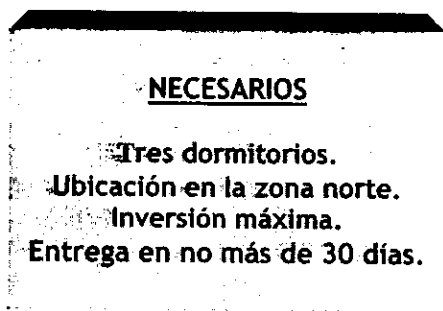 NECESARIOS
Tres dormitorios.
Ubicación en la zona norte.
Inversión máxima.
Entrega en no más de 30 días.